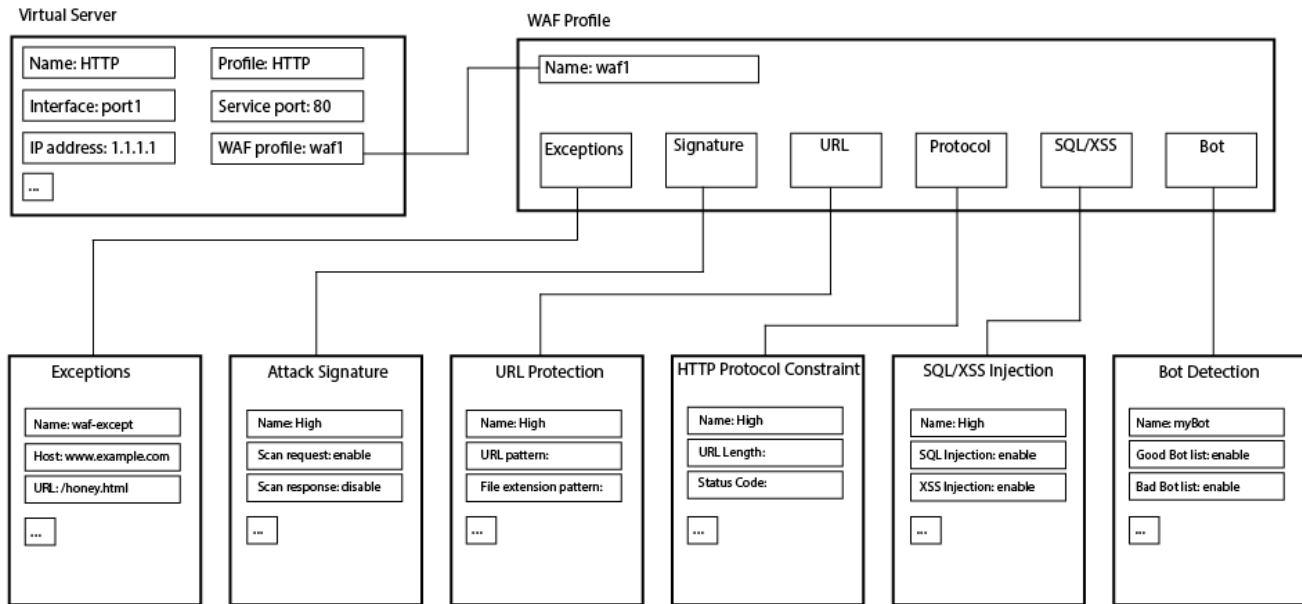 Virtual Server
WAF Profile
Name: HTTP
Profile: HTTP
Name: waf1
Interface: port1
Service port: 80
IP address: 1.1.1.1
WAF profile: waf1
...
Exceptions
Signature
URL
Protocol
SQL/XSS
Bot
Exceptions
Name: waf-except
Host: www.example.com
URL: /honey.html
...
Attack Signature
Name: High
Scan request: enable
Scan response: disable
...
URL Protection
Name: High
URL pattern:
File extension pattern:
...
HTTP Protocol Constraint
Name: High
URL Length:
Status Code:
...
SQL/XSS Injection
Name: High
SQL Injection: enable
XSS Injection: enable
...
Bot Detection
Name: myBot
Good Bot list: enable
Bad Bot list: enable
...